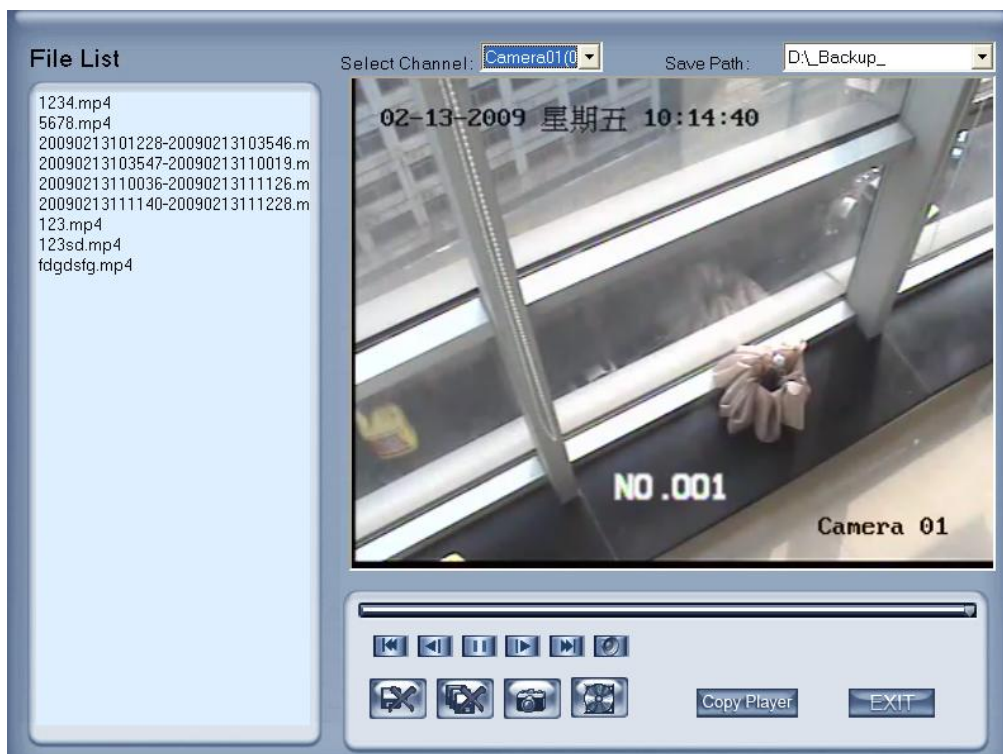 File List
Select Channel: Camera01(0
Save Path: D:\_Backup_
1234.mp4
5678.mp4
20090213101228-20090213103546.m
20090213103547-20090213110019.m
20090213110036-20090213111126.m
20090213111140-20090213111228.m
123.mp4
123sd.mp4
fdgdsfg.mp4
02-13-2009 星期五 10:14:40
NO.001
Camera 01
Copy Player
EXIT